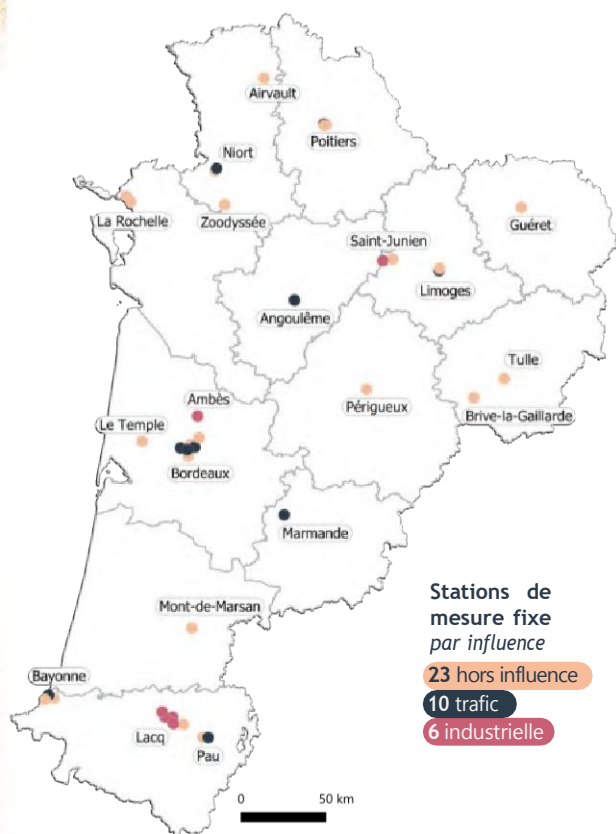 Airvault
Poitiers
Niort
La Rochelle
Zoodyssée
Guéret
Saint-Junien
Limoges
Angoulême
Tulle
Ambès
Périgueux
Le Temple
Brive-la-Gaillarde
Bordeaux
Marmande
Mont-de-Marsan
Bayonne
Lacq
Pau
Stations de
mesure fixe
par influence
23 hors influence
10 trafic
6 industrielle
0 50 km